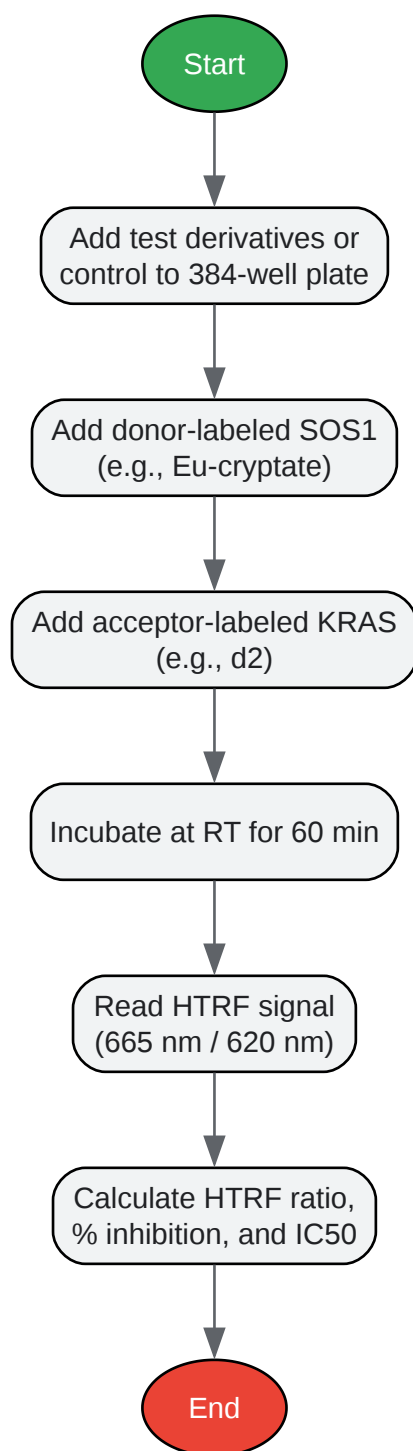 Start
Add test derivatives or
control to 384-well plate
Add donor-labeled SOS1
(e.g., Eu-cryptate)
Add acceptor-labeled KRAS
(e.g., d2)
Incubate at RT for 60 min
Read HTRF signal
(665 nm / 620 nm)
Calculate HTRF ratio,
% inhibition, and IC50
End